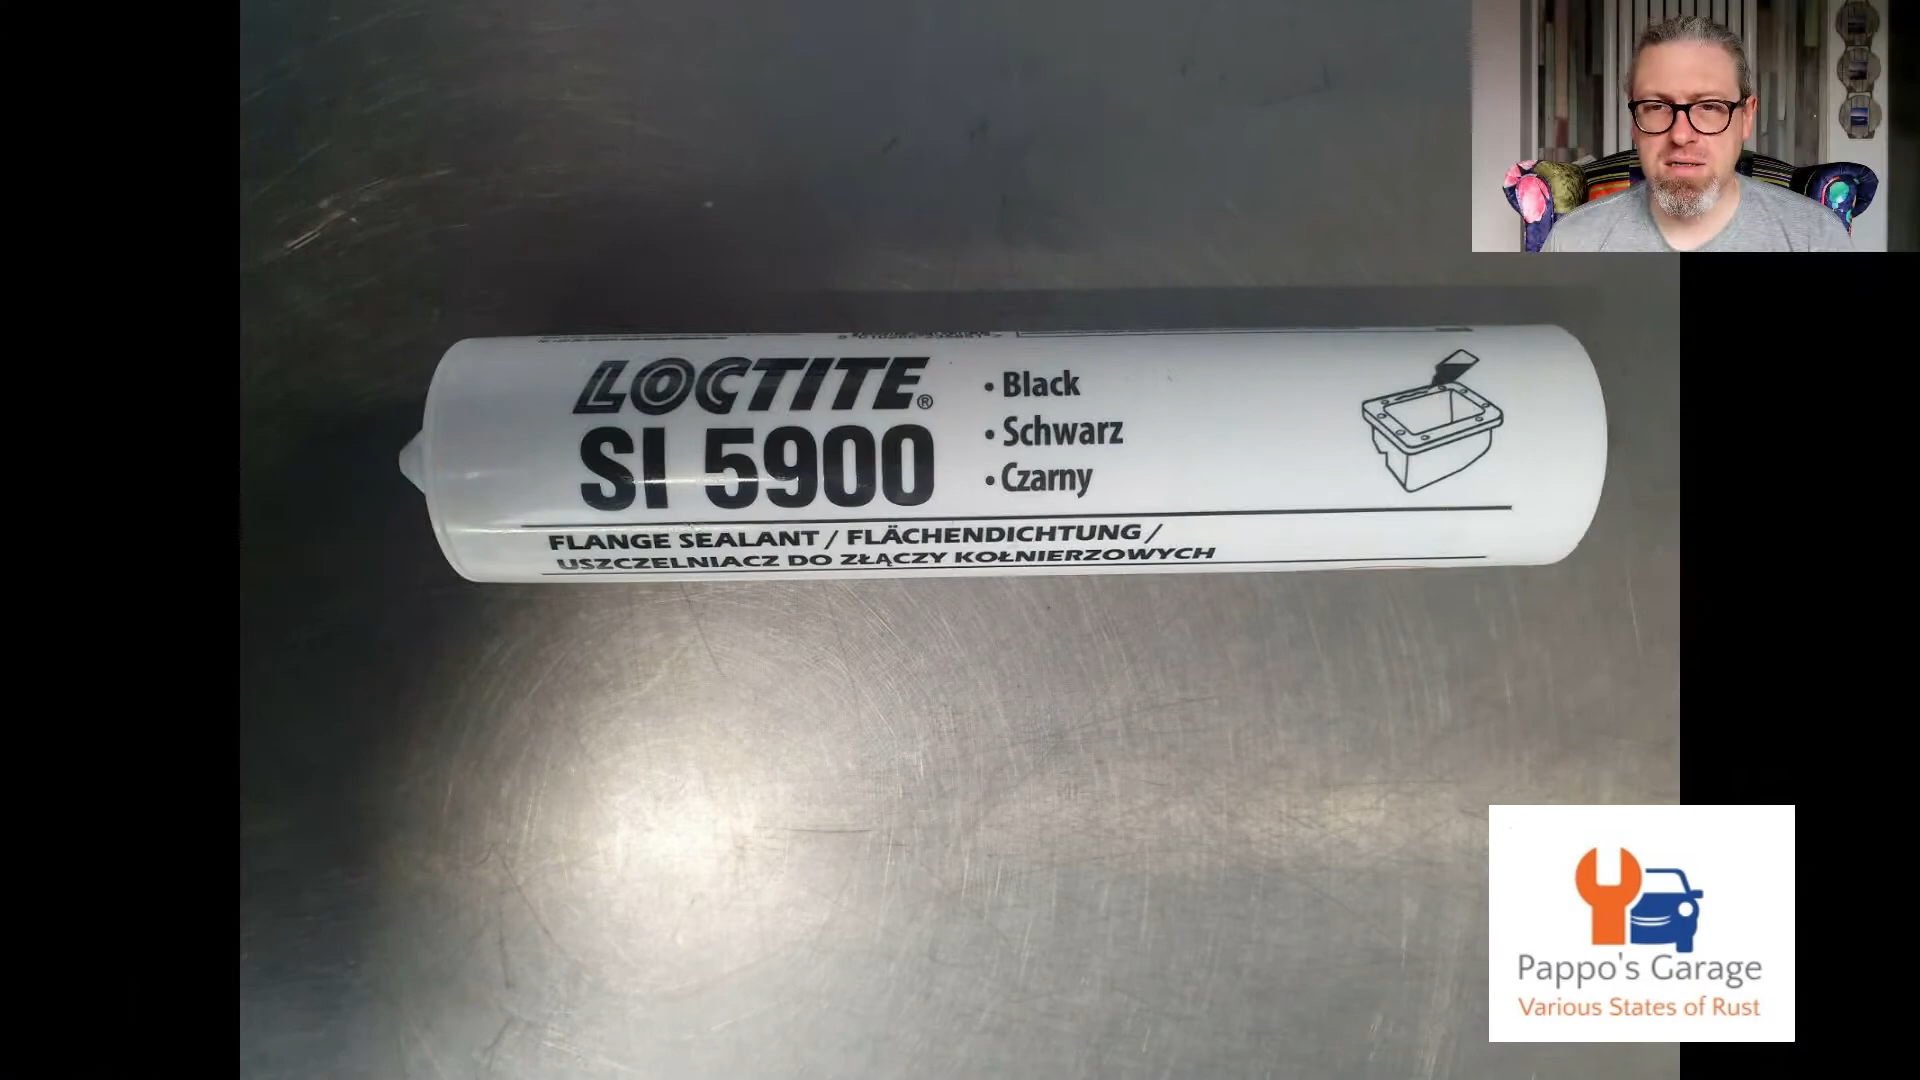 LOCTITE®
SI 5900
• Black
• Schwarz
• Czarny
FLANGE SEALANT / FLÄCHENDICHTUNG /
USZCZELNIACZ DO ZŁĄCZY KOŁNIERZOWYCH
Pappo's Garage
Various States of Rust